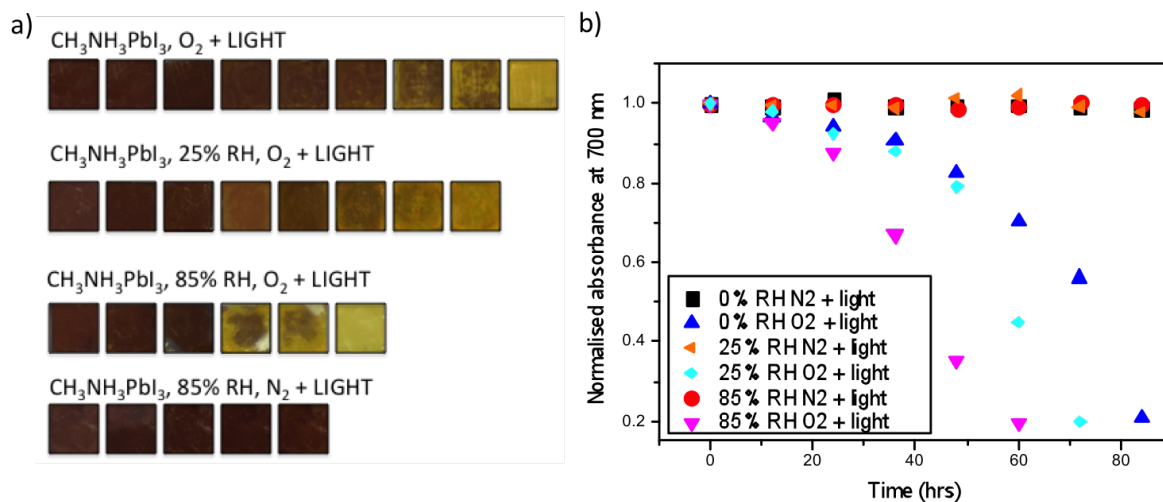 a)
CH₃NH₃PbI₃, O₂ + LIGHT
CH₃NH₃PbI₃, 25% RH, O₂ + LIGHT
CH₃NH₃PbI₃, 85% RH, O₂ + LIGHT
CH₃NH₃PbI₃, 85% RH, N₂ + LIGHT
b)
Normalised absorbance at 700 nm
1.0
0.8
0.6
0.4
0.2
0% RH N2 + light
0% RH O2 + light
25% RH N2 + light
25% RH O2 + light
85% RH N2 + light
85% RH O2 + light
0 20 40 60 80
Time (hrs)